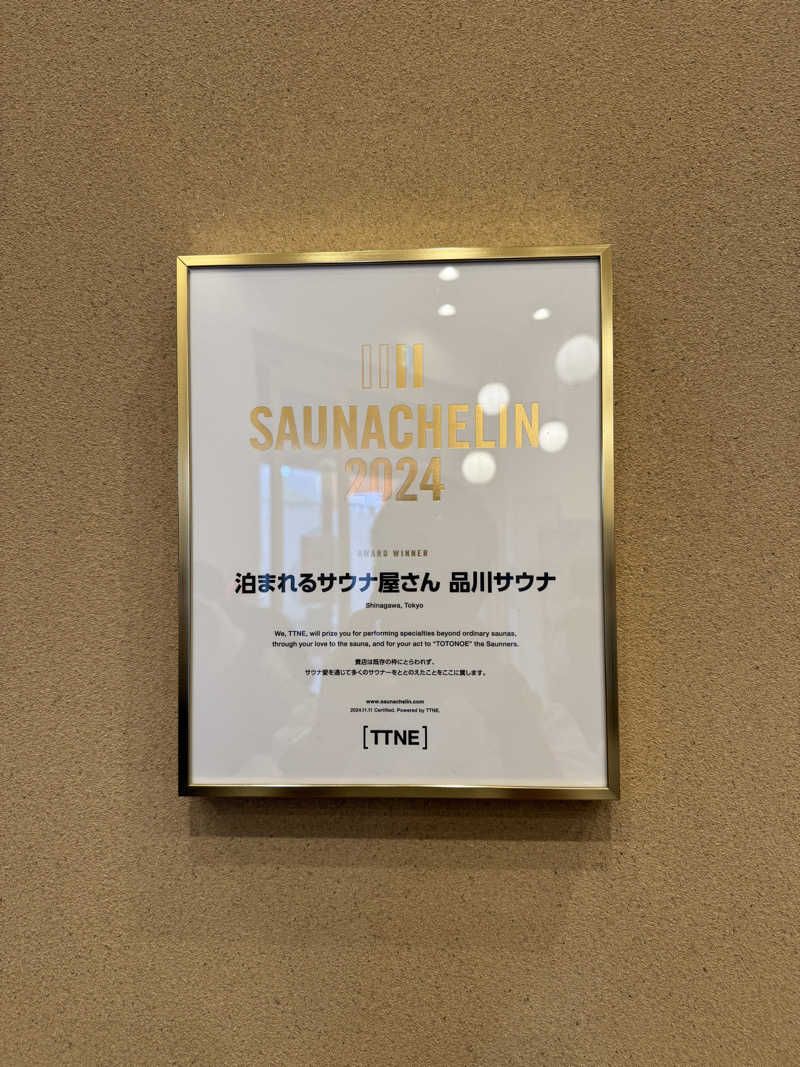 SAUNACHELIN
2024
AWARD WINNER
泊まれるサウナ屋さん 品川サウナ
Shinagawa, Tokyo
We, TTNE, will prize you for performing specialties beyond ordinary saunas,
through your love to the sauna, and for your act to "TOTONOE" the Saunners.
貴店は既存の枠にとらわれず、
サウナ愛を通じて多くのサウナーをととのえたことをここに賞します。
www.saunachelin.com
2024.11.11 Certified. Powered by TTNE.
[TTNE]